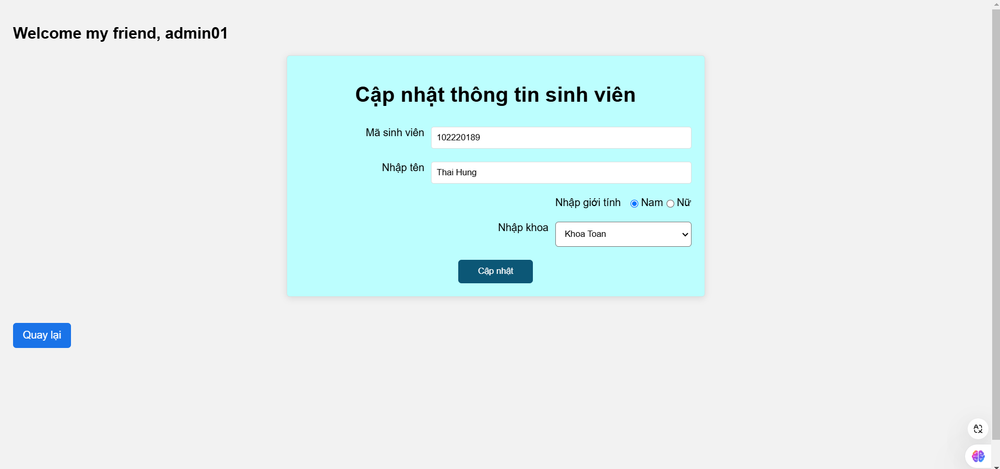 Welcome my friend, admin01
Cập nhật thông tin sinh viên
Mã sinh viên 102220189
Nhập tên Thai Hung
Nhập giới tính Nam Nữ
Nhập khoa Khoa Toan
Cập nhật
Quay lại